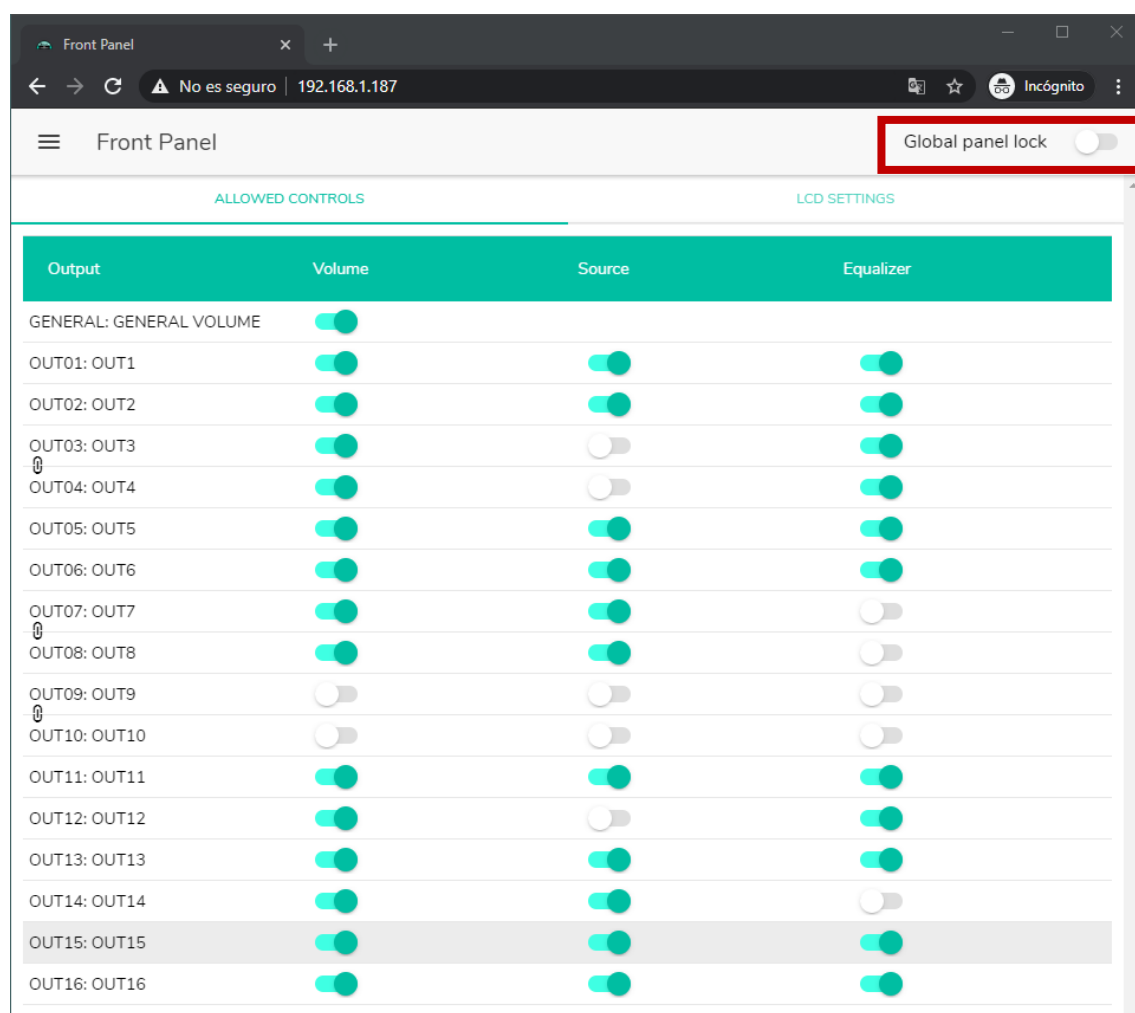 Front Panel
No es seguro | 192.168.1.187
Incógnito
Front Panel
Global panel lock
ALLOWED CONTROLS
LCD SETTINGS
Output Volume Source Equalizer
GENERAL: GENERAL VOLUME
OUT01: OUT1
OUT02: OUT2
OUT03: OUT3
OUT04: OUT4
OUT05: OUT5
OUT06: OUT6
OUT07: OUT7
OUT08: OUT8
OUT09: OUT9
OUT10: OUT10
OUT11: OUT11
OUT12: OUT12
OUT13: OUT13
OUT14: OUT14
OUT15: OUT15
OUT16: OUT16